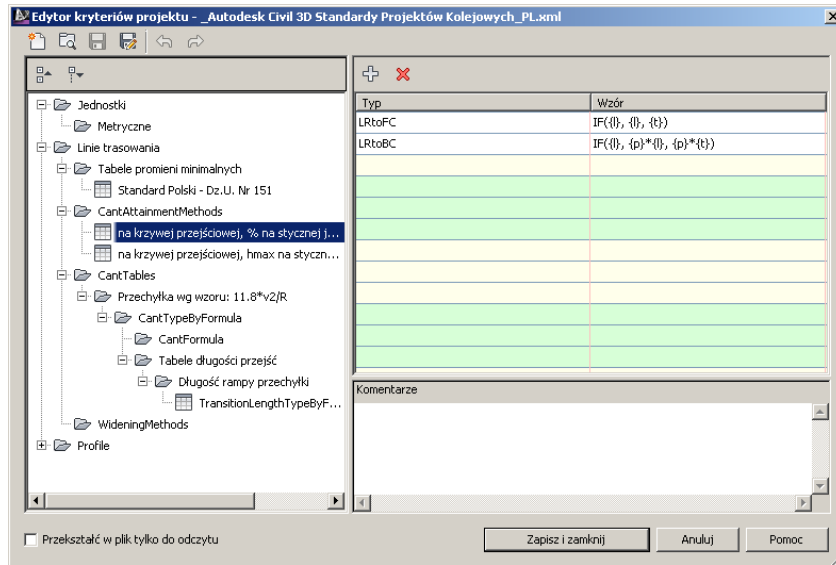 Edytor kryteriów projektu - _Autodesk Civil 3D Standardy Projektów Kolejowych_PL.xml
Typ Wzór
LRtoFC IF({l}, {l}, {t})
LRtoBC IF({l}, {p}*{l}, {p}*{t})
Jednostki
Metryczne
Linie trasowania
Tabele promieni minimalnych
Standard Polski - Dz.U. Nr 151
CantAttainmentMethods
na krzywej przejściowej, % na stycznej j...
na krzywej przejściowej, hmax na styczn...
CantTables
Przechyłka wg wzoru: 11.8*v2/R
CantTypeByFormula
CantFormula
Tabele długości przejść
Długość rampy przechyłki
TransitionLengthTypeByF...
WideningMethods
Profile
Komentarze
Przekształć w plik tylko do odczytu
Zapisz i zamknij
Anuluj
Pomoc